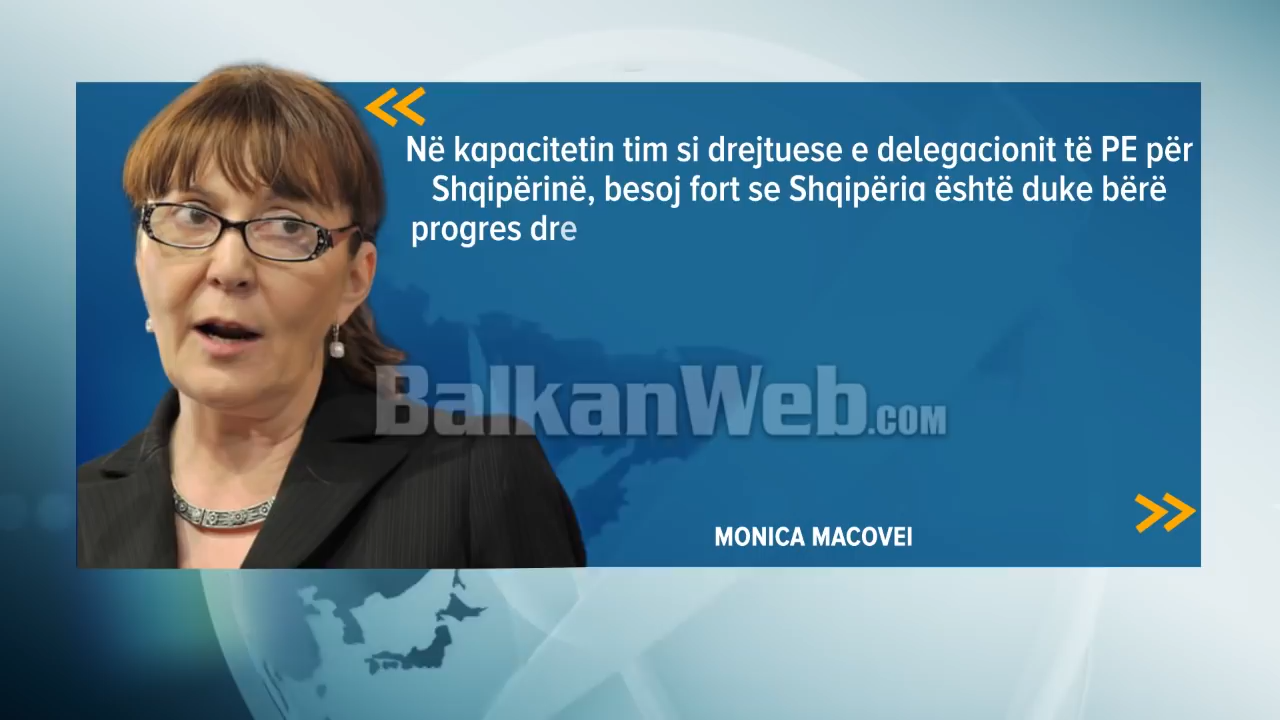 Në kapacitetin tim si drejtuese e delegacionit të PE për
Shqipërinë, besoj fort se Shqipëria është duke bërë
progres dre
BalkanWeb.COM
MONICA MACOVEI